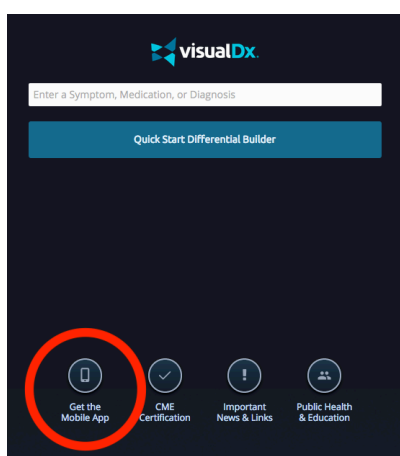 visualDx.
Enter a Symptom, Medication, or Diagnosis
Quick Start Differential Builder
Get the
Mobile App
CME
Certification
Important
News & Links
Public Health
& Education